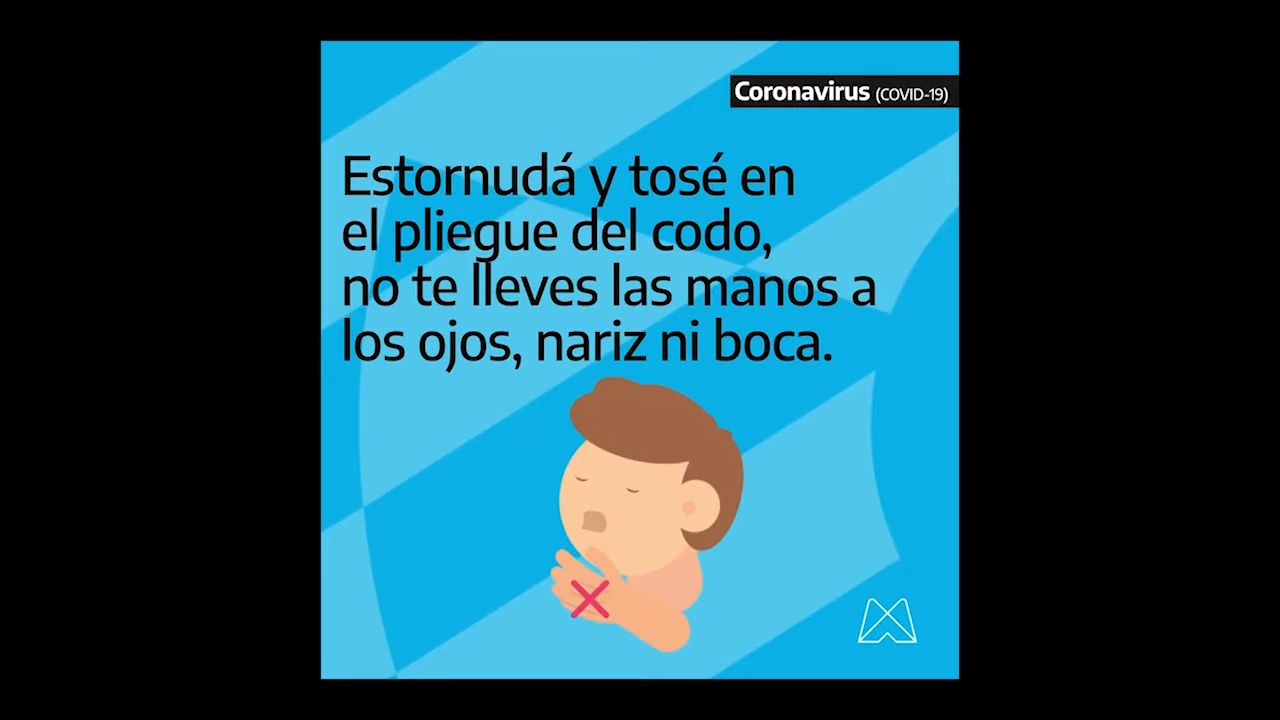 Coronavirus (COVID-19)
Estornudá y tosé en
el pliegue del codo,
no te lleves las manos a
los ojos, nariz ni boca.